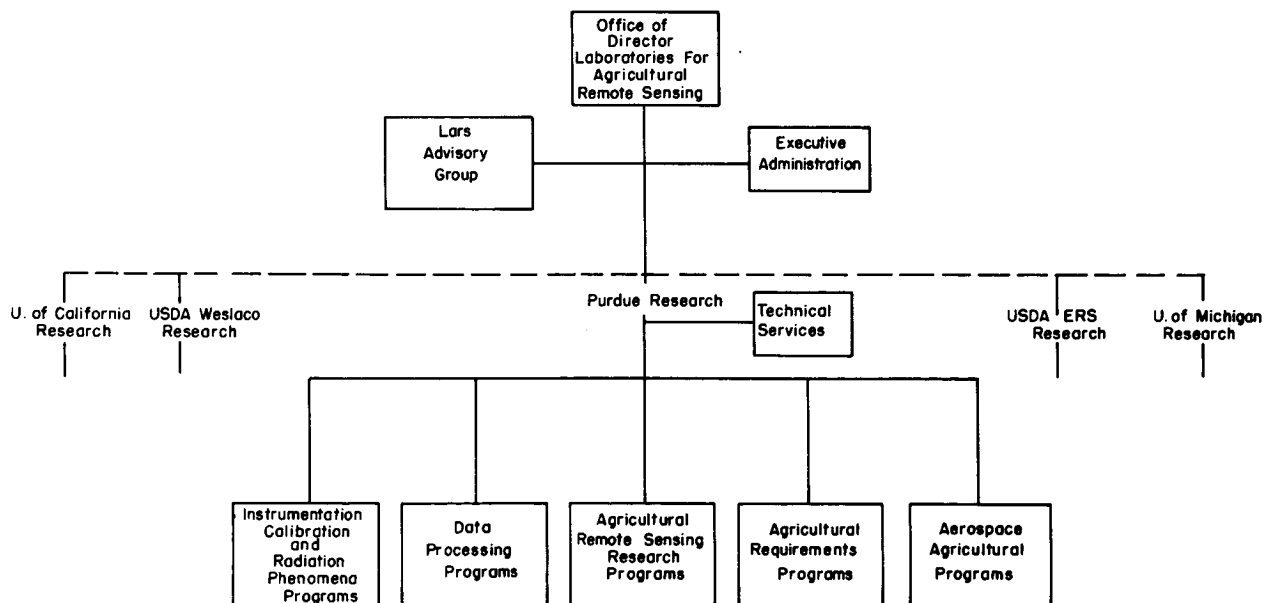 Office of
Director
Laboratories For
Agricultural
Remote Sensing
Lars
Advisory
Group
Executive
Administration
U. of California
Research
USDA Weslaco
Research
Purdue Research
Technical
Services
USDA ERS
Research
U. of Michigan
Research
Instrumentation
Calibration
and
Radiation
Phenomena
Programs
Data
Processing
Programs
Agricultural
Remote Sensing
Research
Programs
Agricultural
Requirements
Programs
Aerospace
Agricultural
Programs